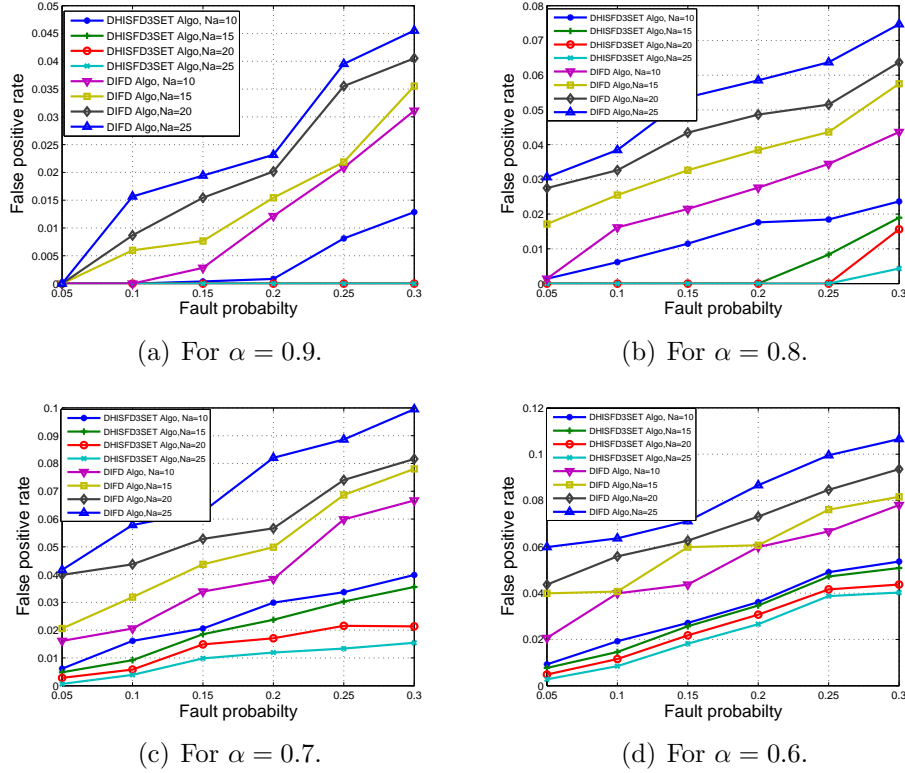 0.05
0.045
0.04
0.035
0.03
0.025
0.02
0.015
0.01
0.005
0
False positive rate
DHISFD3SET Algo, Na=10
DHISFD3SET Algo,Na=15
DHISFD3SET Algo,Na=20
DHISFD3SET Algo,Na=25
DIFD Algo, Na=10
DIFD Algo,Na=15
DIFD Algo,Na=20
DIFD Algo,Na=25
0.05 0.1 0.15 0.2 0.25 0.3
Fault probabilty
(a) For α = 0.9.
0.08
0.07
0.06
0.05
0.04
0.03
0.02
0.01
0
False positive rate
DHISFD3SET Algo, Na=10
DHISFD3SET Algo,Na=15
DHISFD3SET Algo,Na=20
DHISFD3SET Algo,Na=25
DIFD Algo, Na=10
DIFD Algo,Na=15
DIFD Algo,Na=20
DIFD Algo,Na=25
0.05 0.1 0.15 0.2 0.25 0.3
Fault probabilty
(b) For α = 0.8.
0.1
0.09
0.08
0.07
0.06
0.05
0.04
0.03
0.02
0.01
0
False positive rate
DHISFD3SET Algo, Na=10
DHISFD3SET Algo,Na=15
DHISFD3SET Algo,Na=20
DHISFD3SET Algo,Na=25
DIFD Algo, Na=10
DIFD Algo,Na=15
DIFD Algo,Na=20
DIFD Algo,Na=25
0.05 0.1 0.15 0.2 0.25 0.3
Fault probabilty
(c) For α = 0.7.
0.12
0.1
0.08
0.06
0.04
0.02
0
False positive rate
DHISFD3SET Algo, Na=10
DHISFD3SET Algo,Na=15
DHISFD3SET Algo,Na=20
DHISFD3SET Algo,Na=25
DIFD Algo, Na=10
DIFD Algo,Na=15
DIFD Algo,Na=20
DIFD Algo,Na=25
0.05 0.1 0.15 0.2 0.25 0.3
Fault probabilty
(d) For α = 0.6.